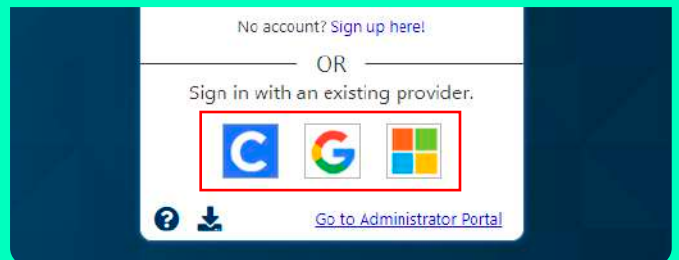 No account? Sign up here!
OR
Sign in with an existing provider.
C G
Go to Administrator Portal